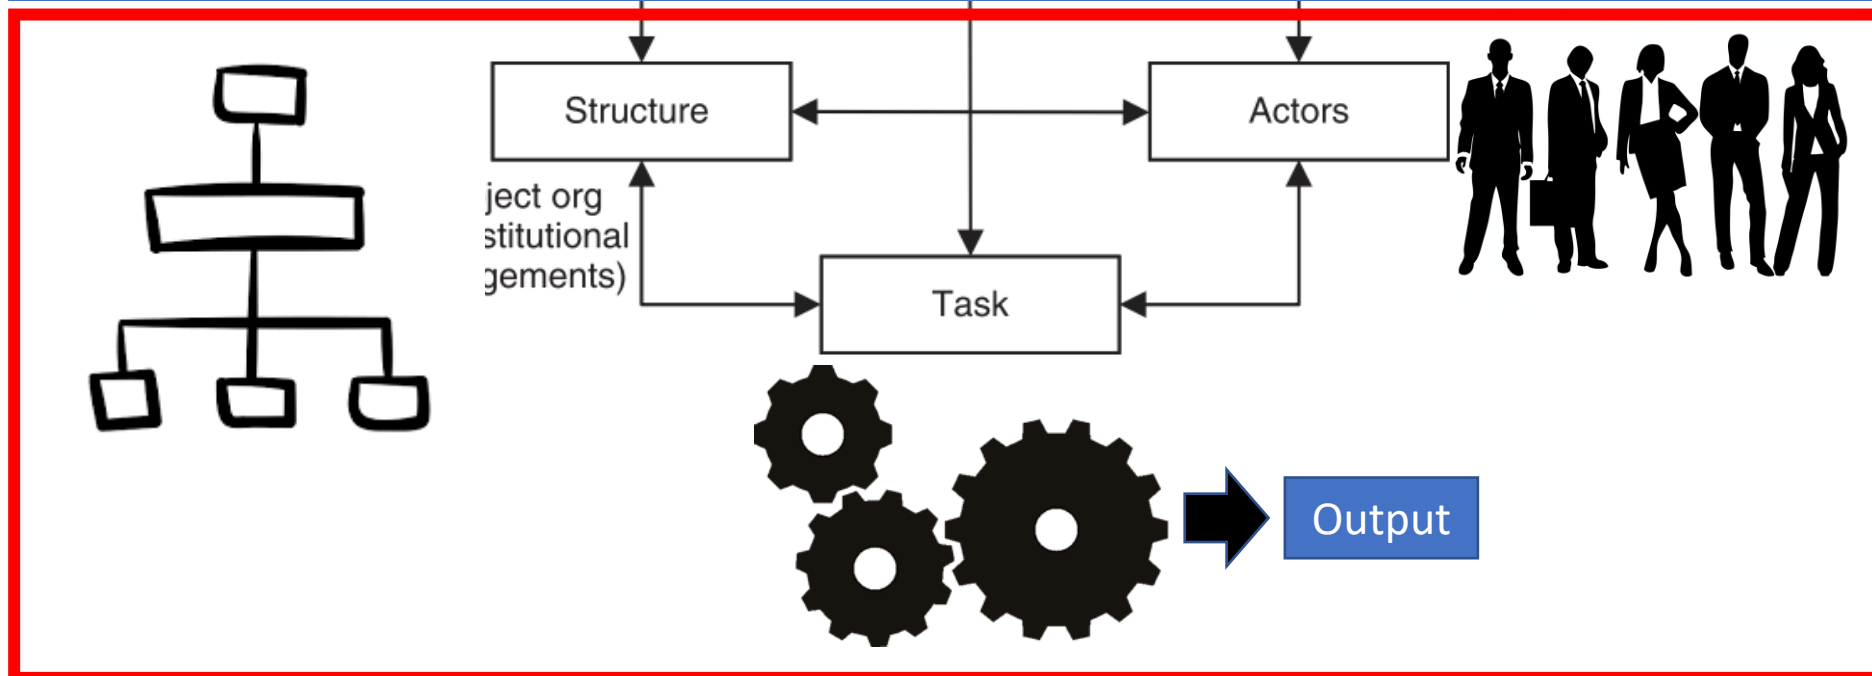 Structure
Actors
ject org
stitutional
gements)
Task
Output